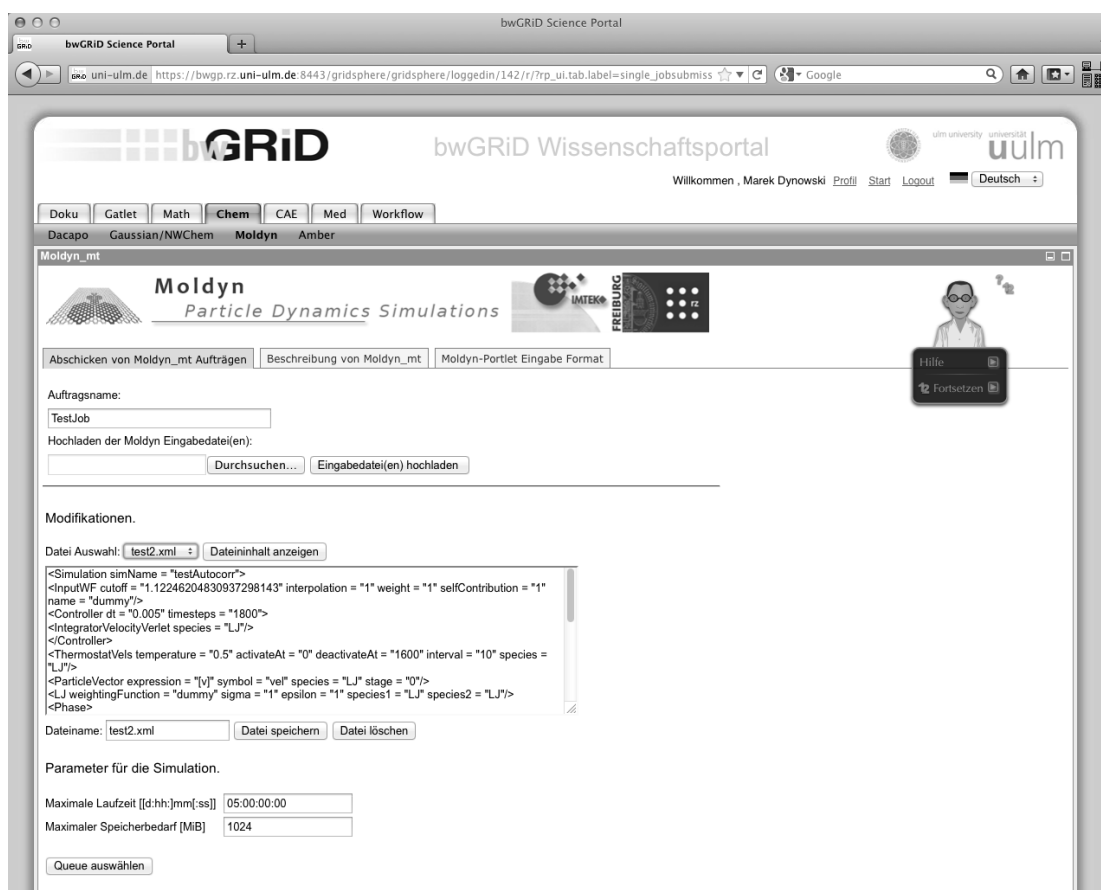 bwGRiD Science Portal
GRiD bwGRiD Science Portal +
GRiD uni-ulm.de https://bwgp.rz.uni-ulm.de:8443/gridsphere/gridsphere/loggedin/142/r/?rp_ui.tab.label=single_jobsubmiss Google
bwGRiD bwGRiD Wissenschaftsportal ulm university universität uulm
Willkommen , Marek Dynowski Profil Start Logout Deutsch
Doku Gatlet Math Chem CAE Med Workflow
Dacapo Gaussian/NWChem Moldyn Amber
Moldyn_mt
Moldyn
Particle Dynamics Simulations
IMTEK FREIBURG rz
Abschicken von Moldyn_mt Aufträgen Beschreibung von Moldyn_mt Moldyn-Portlet Eingabe Format
Hilfe
Fortsetzen
Auftragsname:
TestJob
Hochladen der Moldyn Eingabedatei(en):
Durchsuchen... Eingabedatei(en) hochladen
Modifikationen.
Datei Auswahl: test2.xml Dateininhalt anzeigen
<Simulation simName = "testAutocorr">
<InputWF cutoff = "1.12246204830937298143" interpolation = "1" weight = "1" selfContribution = "1"
name = "dummy"/>
<Controller dt = "0.005" timesteps = "1800">
<IntegratorVelocityVerlet species = "LJ"/>
</Controller>
<ThermostatVels temperature = "0.5" activateAt = "0" deactivateAt = "1600" interval = "10" species =
"LJ"/>
<ParticleVector expression = "[v]" symbol = "vel" species = "LJ" stage = "0"/>
<LJ weightingFunction = "dummy" sigma = "1" epsilon = "1" species1 = "LJ" species2 = "LJ"/>
<Phase>
Dateiname: test2.xml Datei speichern Datei löschen
Parameter für die Simulation.
Maximale Laufzeit [[d:hh:]mm[:ss]] 05:00:00:00
Maximaler Speicherbedarf [MiB] 1024
Queue auswählen